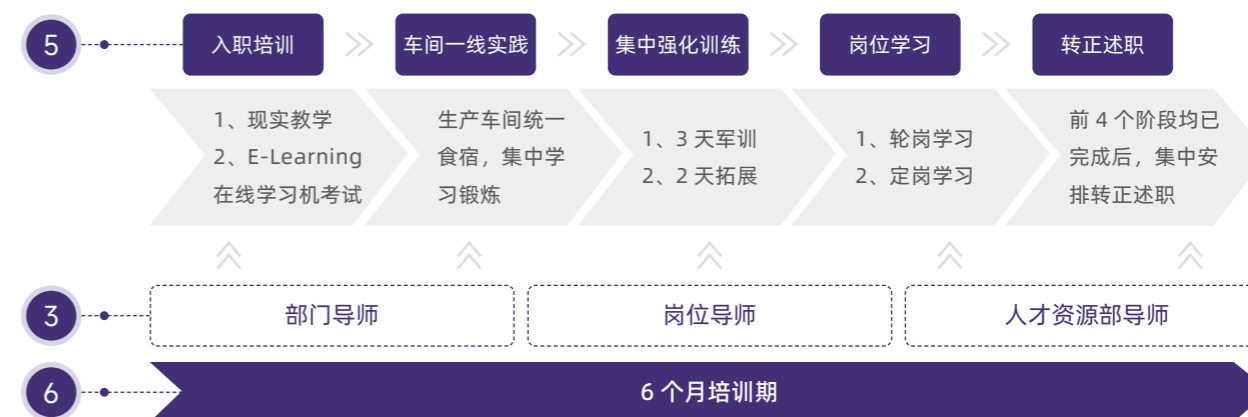 5
入职培训
车间一线实践
集中强化训练
岗位学习
转正述职
1、现实教学
2、E-Learning
在线学习机考试
生产车间统一
食宿，集中学
习锻炼
1、3 天军训
2、2 天拓展
1、轮岗学习
2、定岗学习
前 4 个阶段均已
完成后，集中安
排转正述职
3
部门导师
岗位导师
人才资源部导师
6
6 个月培训期